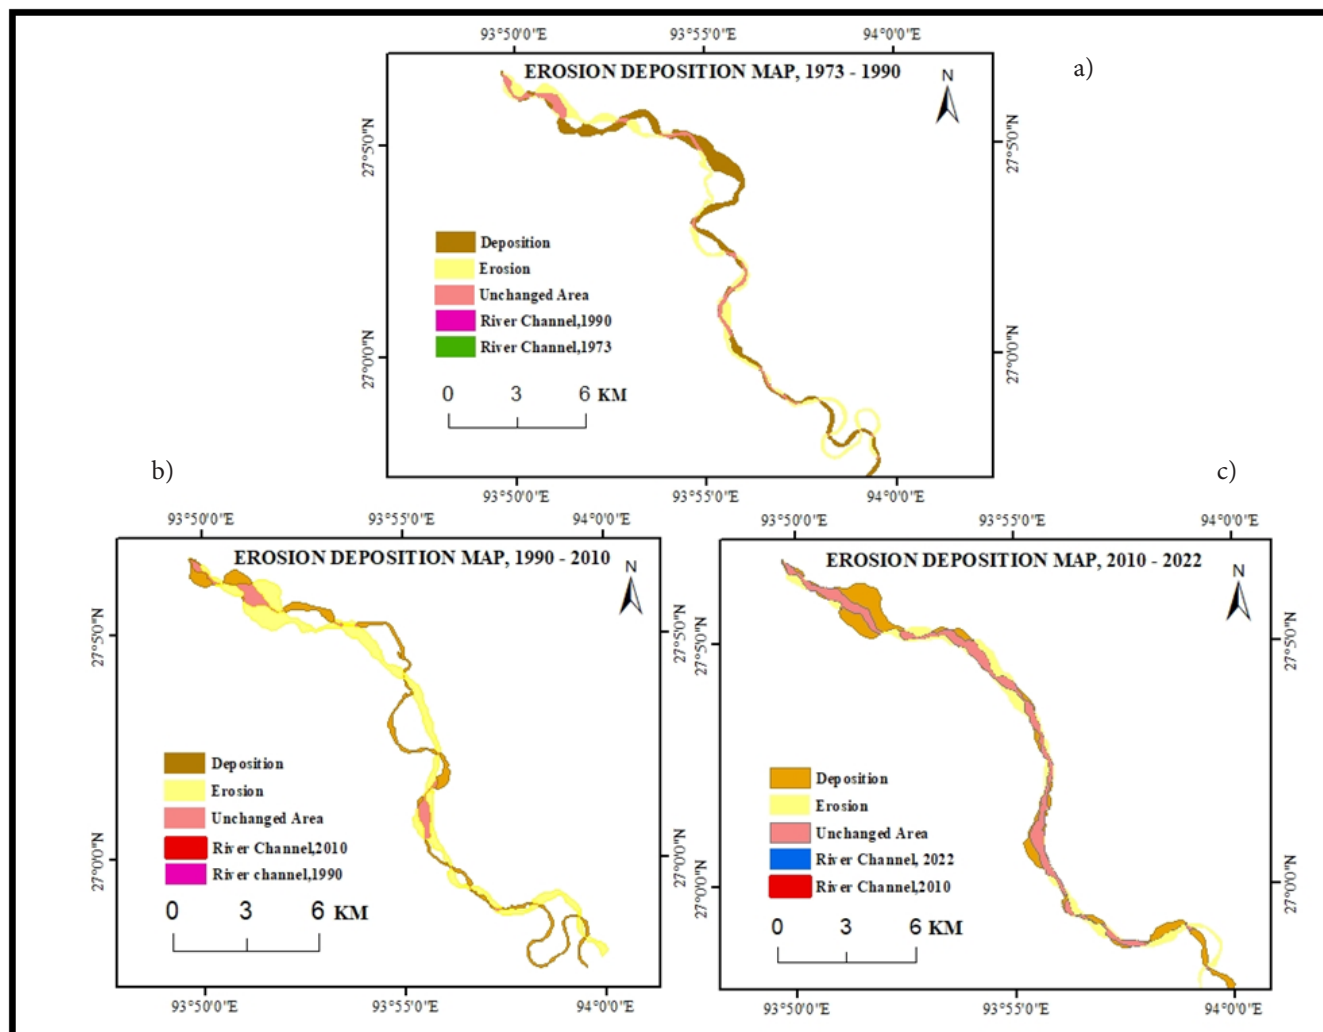 a)
93°50'0"E 93°55'0"E 94°0'0"E
EROSION DEPOSITION MAP, 1973 - 1990
N
27°5'0"N
27°5'0"N
Deposition
Erosion
Unchanged Area
River Channel,1990
River Channel,1973
27°0'0"N
27°0'0"N
0 3 6 KM
93°50'0"E 93°55'0"E 94°0'0"E
b)
93°50'0"E 93°55'0"E 94°0'0"E
EROSION DEPOSITION MAP, 1990 - 2010
N
27°5'0"N
27°5'0"N
Deposition
Erosion
Unchanged Area
River Channel,2010
River channel,1990
27°0'0"N
27°0'0"N
0 3 6 KM
93°50'0"E 93°55'0"E 94°0'0"E
c)
93°50'0"E 93°55'0"E 94°0'0"E
EROSION DEPOSITION MAP, 2010 - 2022
N
27°5'0"N
27°5'0"N
Deposition
Erosion
Unchanged Area
River Channel, 2022
River Channel,2010
27°0'0"N
27°0'0"N
0 3 6 KM
93°50'0"E 93°55'0"E 94°0'0"E